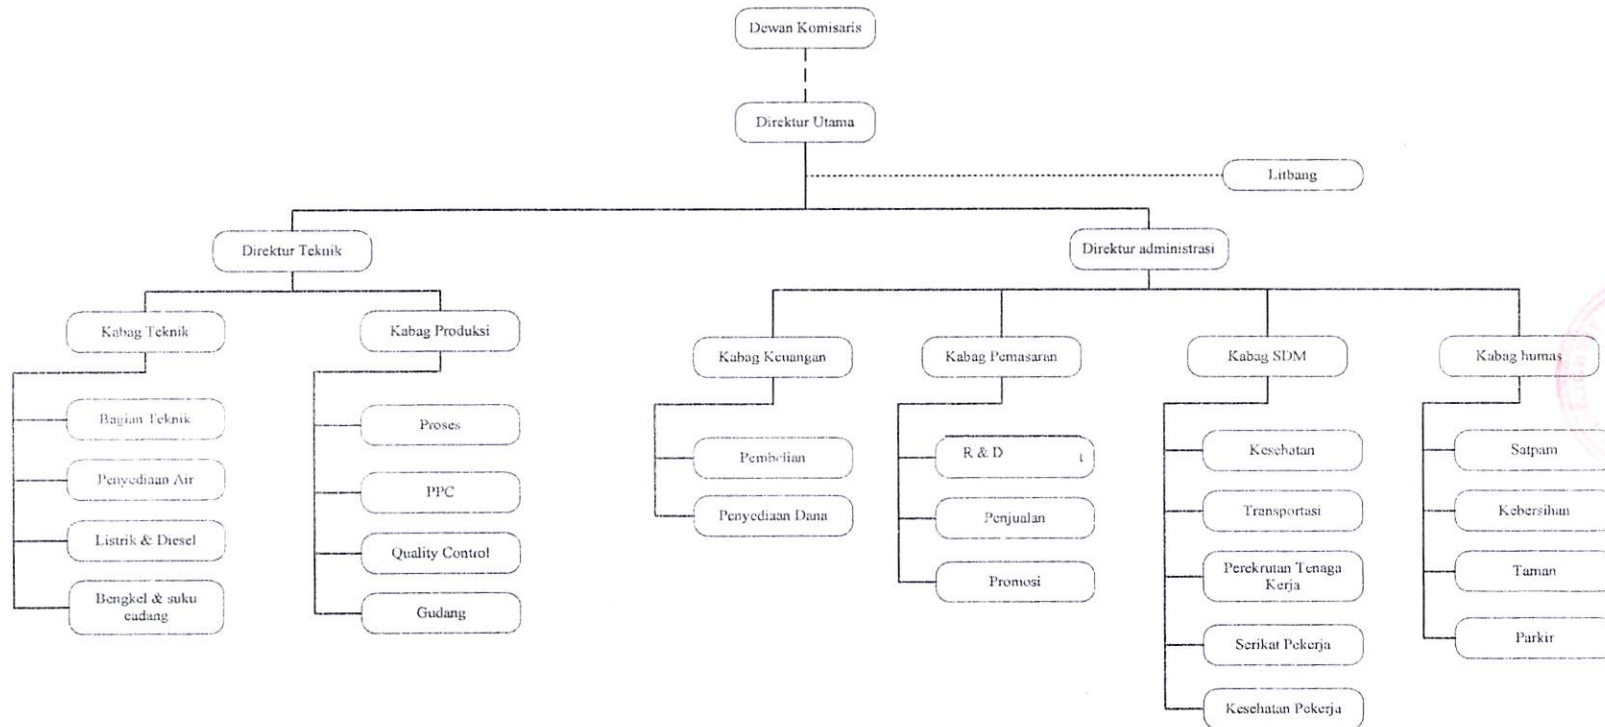 Dewan Komisaris
Direktur Utama
Litbang
Direktur Teknik
Direktur administrasi
Kabag Teknik
Kabag Produksi
Kabag Keuangan
Kabag Pemasaran
Kabag SDM
Kabag humas
Bagian Teknik
Penyediaan Air
Listrik & Diesel
Bengkel & suku
cadang
Proses
PPC
Quality Control
Gudang
Pembelian
Penyediaan Dana
R & D
Penjualan
Promosi
Kesehatan
Transportasi
Perekrutan Tenaga
Kerja
Serikat Pekerja
Kesehatan Pekerja
Satpam
Kebersihan
Taman
Parkir